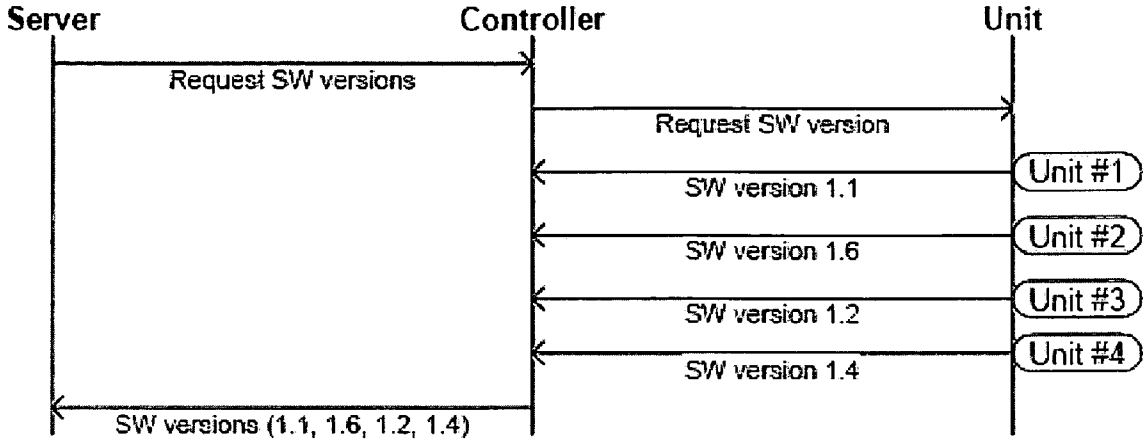 Server Controller Unit
Request SW versions
Request SW version
Unit #1
SW version 1.1
Unit #2
SW version 1.6
Unit #3
SW version 1.2
Unit #4
SW version 1.4
SW versions (1.1, 1.6, 1.2, 1.4)